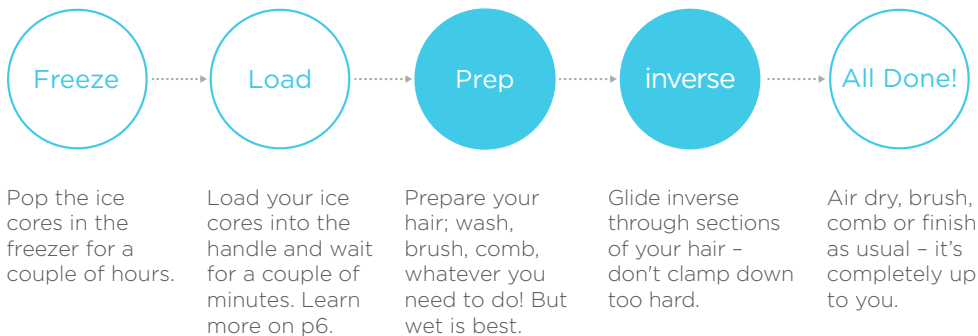 Freeze
Load
Prep
inverse
All Done!
Pop the ice
cores in the
freezer for a
couple of hours.
Load your ice
cores into the
handle and wait
for a couple of
minutes. Learn
more on p6.
Prepare your
hair; wash,
brush, comb,
whatever you
need to do! But
wet is best.
Glide inverse
through sections
of your hair –
don't clamp down
too hard.
Air dry, brush,
comb or finish
as usual – it’s
completely up
to you.